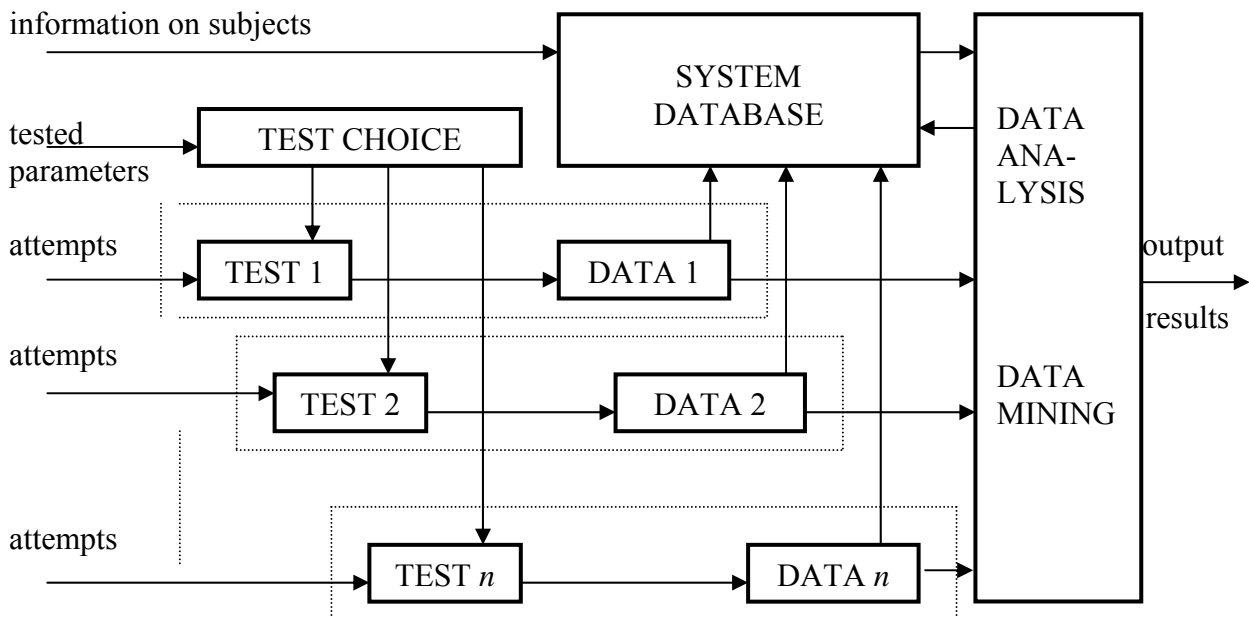 information on subjects
SYSTEM
DATABASE
tested
parameters
TEST CHOICE
DATA
ANA-
LYSIS
attempts
TEST 1
DATA 1
output
results
attempts
TEST 2
DATA 2
DATA
MINING
attempts
TEST n
DATA n